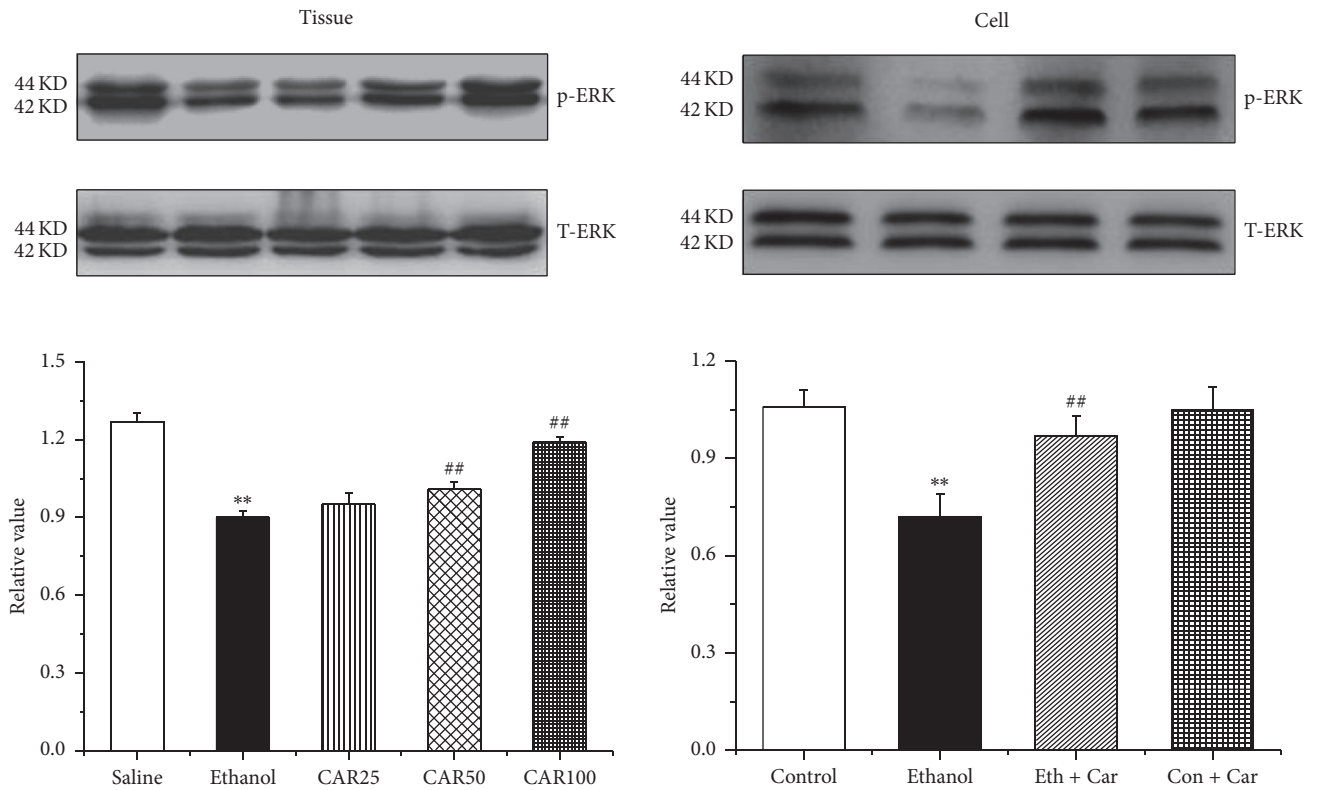 Tissue
44 KD
42 KD
p-ERK
44 KD
42 KD
T-ERK
1.5
1.2
0.9
0.6
0.3
0.0
Relative value
**
##
##
Saline Ethanol CAR25 CAR50 CAR100
Cell
44 KD
42 KD
p-ERK
44 KD
42 KD
T-ERK
1.2
0.9
0.6
0.3
0.0
Relative value
**
##
Control Ethanol Eth + Car Con + Car